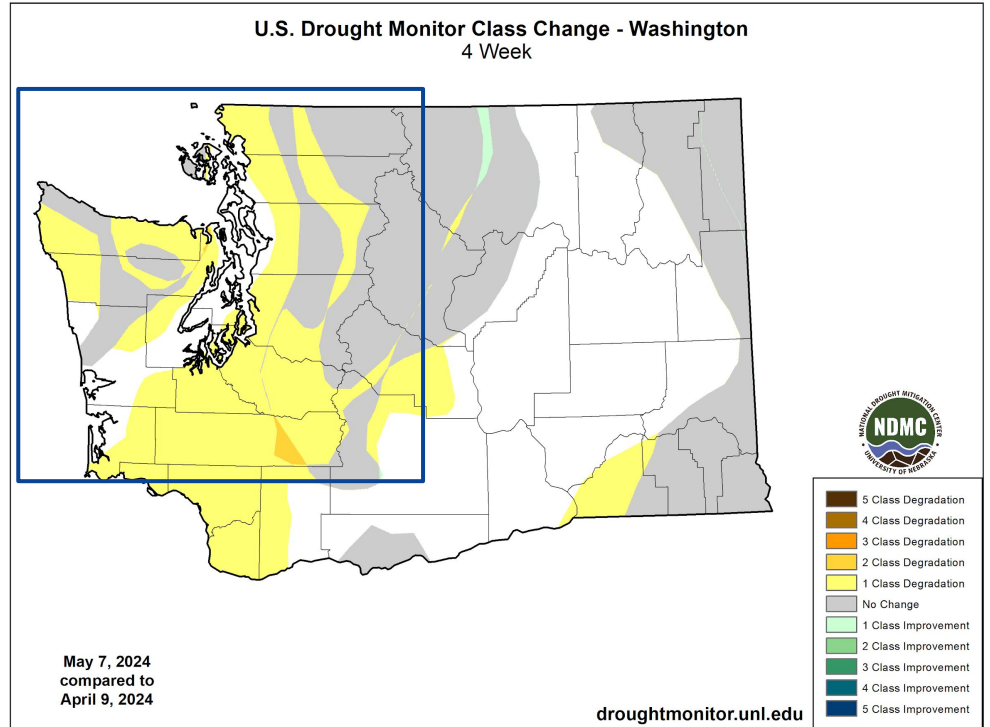 U.S. Drought Monitor Class Change - Washington
4 Week
NATIONAL DROUGHT MITIGATION CENTER
NDMC
UNIVERSITY OF NEBRASKA
5 Class Degradation
4 Class Degradation
3 Class Degradation
2 Class Degradation
1 Class Degradation
No Change
1 Class Improvement
2 Class Improvement
3 Class Improvement
4 Class Improvement
5 Class Improvement
May 7, 2024
compared to
April 9, 2024
droughtmonitor.unl.edu